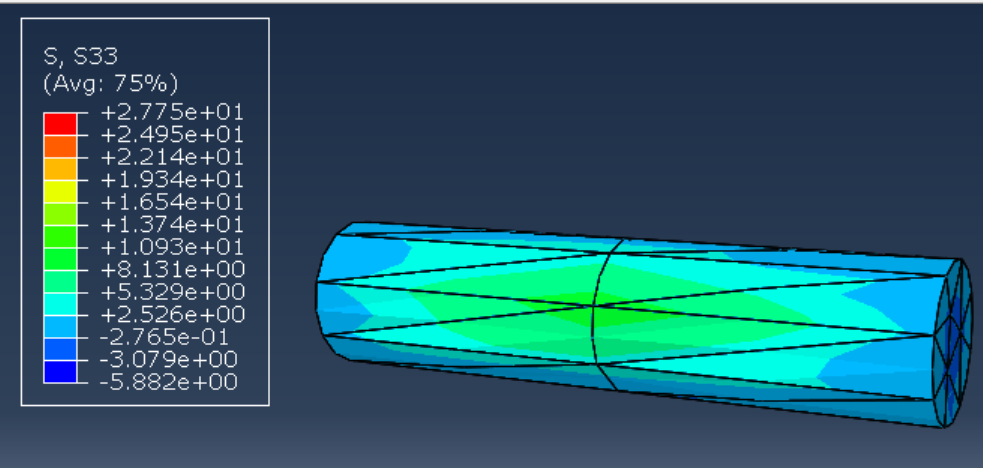 S, S33
(Avg: 75%)
+2.775e+01
+2.495e+01
+2.214e+01
+1.934e+01
+1.654e+01
+1.374e+01
+1.093e+01
+8.131e+00
+5.329e+00
+2.526e+00
-2.765e-01
-3.079e+00
-5.882e+00